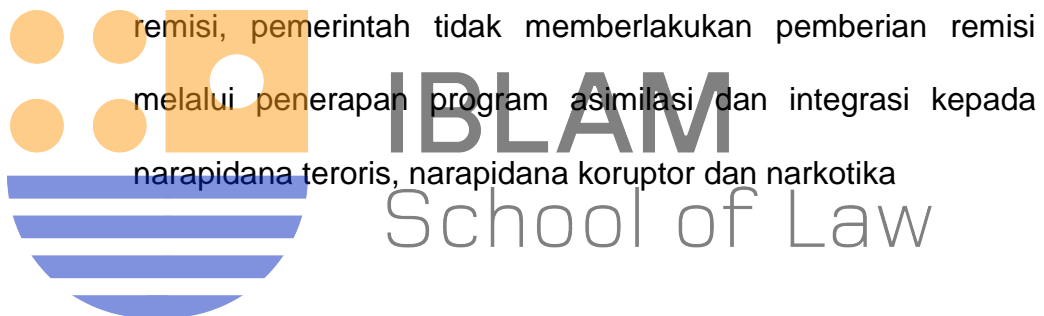 remisi, pemerintah tidak memberlakukan pemberian remisi
melalui penerapan program asimilasi dan integrasi kepada
IBLAM
narapidana teroris, narapidana koruptor dan narkotika
School of Law